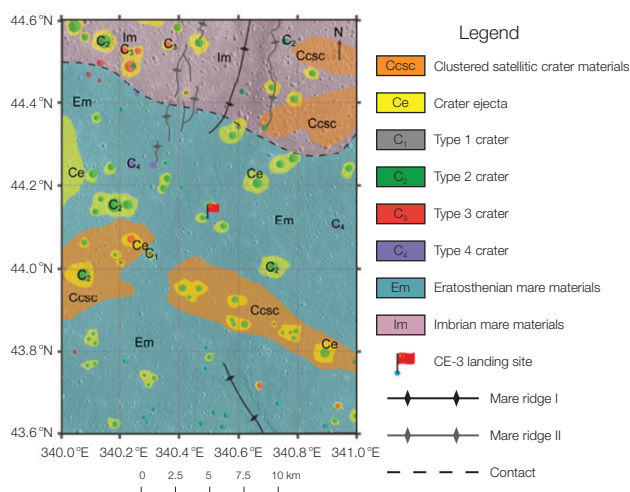 44.6°N
44.4°N
44.2°N
44.0°N
43.8°N
43.6°N
340.0°E
340.2°E
340.4°E
340.6°E
340.8°E
341.0°E
0 2.5 5 7.5 10 km
Im
C2
C3
C3
Im
C2
N
Ccsc
Em
Ccsc
C4
Ce
Ce
C2
Em
C4
Ce
C1
C2
C2
Ccsc
Ccsc
Em
Ce
Legend
Ccsc Clustered satellitic crater materials
Ce Crater ejecta
C1 Type 1 crater
C2 Type 2 crater
C3 Type 3 crater
C4 Type 4 crater
Em Eratosthenian mare materials
Im Imbrian mare materials
CE-3 landing site
Mare ridge I
Mare ridge II
Contact